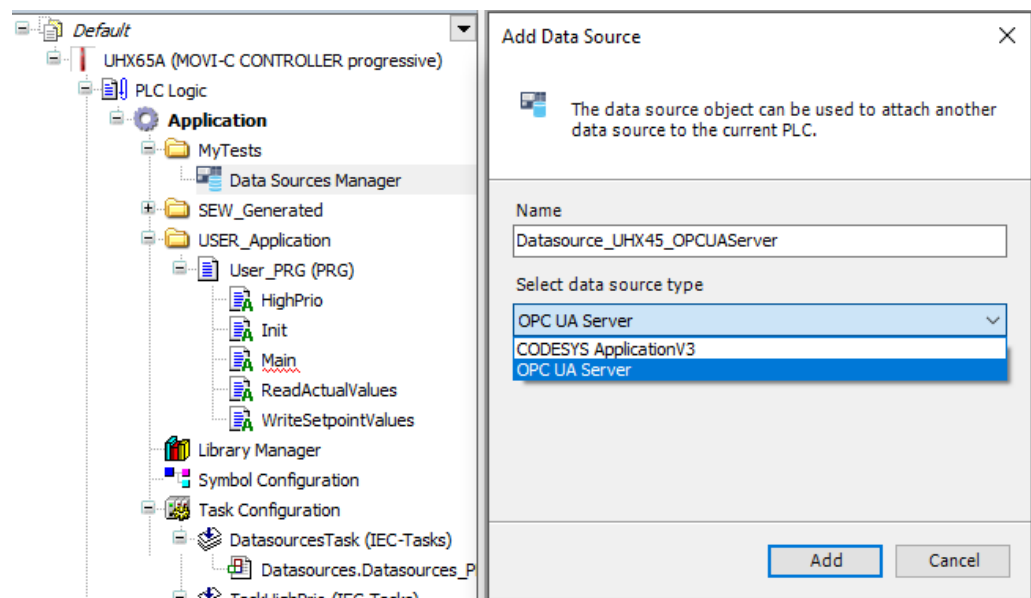 Default
UHX65A (MOVI-C CONTROLLER progressive)
PLC Logic
Application
MyTests
Data Sources Manager
SEW_Generated
USER_Application
User_PRG (PRG)
HighPrio
Init
Main
ReadActualValues
WriteSetpointValues
Library Manager
Symbol Configuration
Task Configuration
DatasourcesTask (IEC-Tasks)
Datasources.Datasources_P
Add Data Source
The data source object can be used to attach another
data source to the current PLC.
Name
Datasource_UHX45_OPCUAServer
Select data source type
OPC UA Server
CODESYS ApplicationV3
OPC UA Server
Add
Cancel